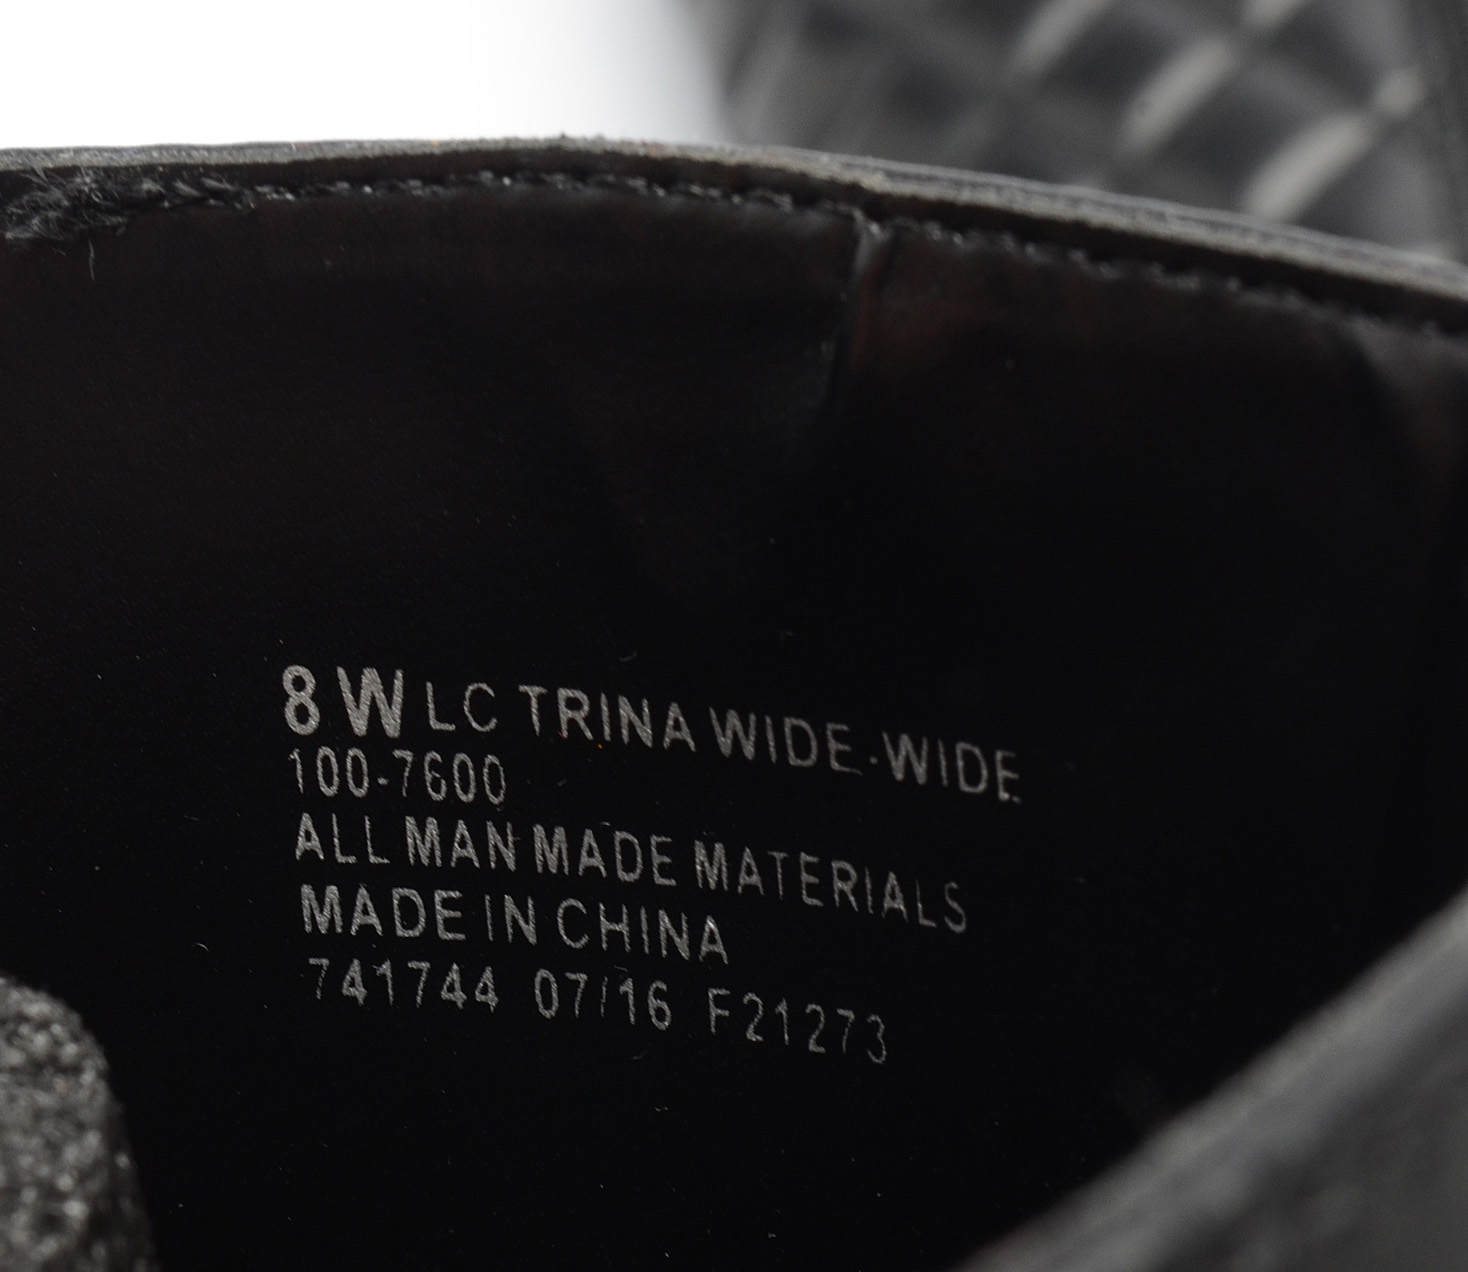 8 W LC TRINA WIDE-WIDE
100-7600
ALL MAN MADE MATERIALS
MADE IN CHINA
741744 07/16 F21273